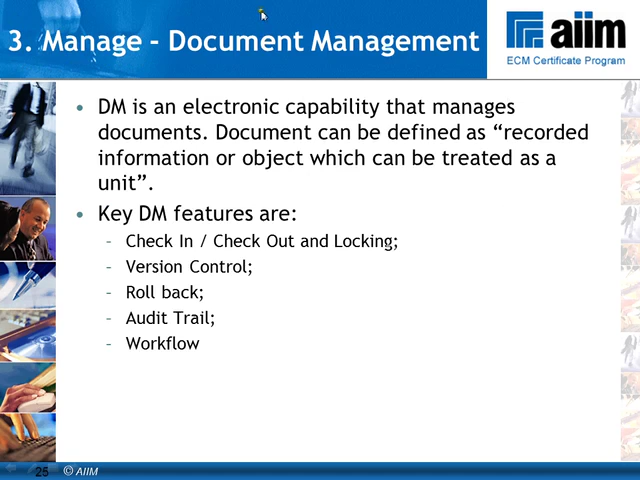 3. Manage - Document Management
aiim
ECM Certificate Program
• DM is an electronic capability that manages
documents. Document can be defined as “recorded
information or object which can be treated as a
unit”.
• Key DM features are:
– Check In / Check Out and Locking;
– Version Control;
– Roll back;
– Audit Trail;
– Workflow
25
© AIIM